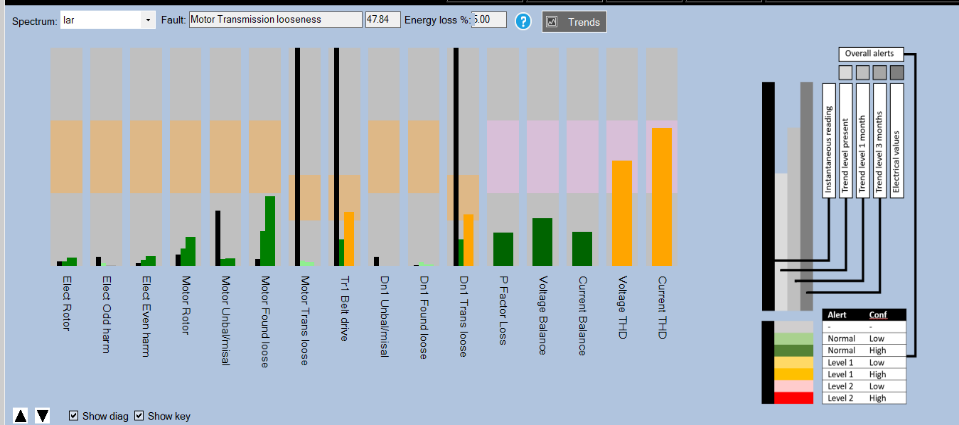 Spectrum: Iar Fault: Motor Transmission looseness 47.84 Energy loss %: 5.00 ? Trends
Overall alerts
Instantaneous reading
Trend level present
Trend level 1 month
Trend level 3 months
Electrical values
Elect Rotor
Elect Odd harm
Elect Even harm
Motor Rotor
Motor Unbal/misal
Motor Found loose
Motor Trans loose
Tr1 Belt drive
Dn1 Unbal/misal
Dn1 Found loose
Dn1 Trans loose
P Factor Loss
Voltage Balance
Current Balance
Voltage THD
Current THD
Alert Conf
- -
Normal Low
Normal High
Level 1 Low
Level 1 High
Level 2 Low
Level 2 High
Show diag Show key